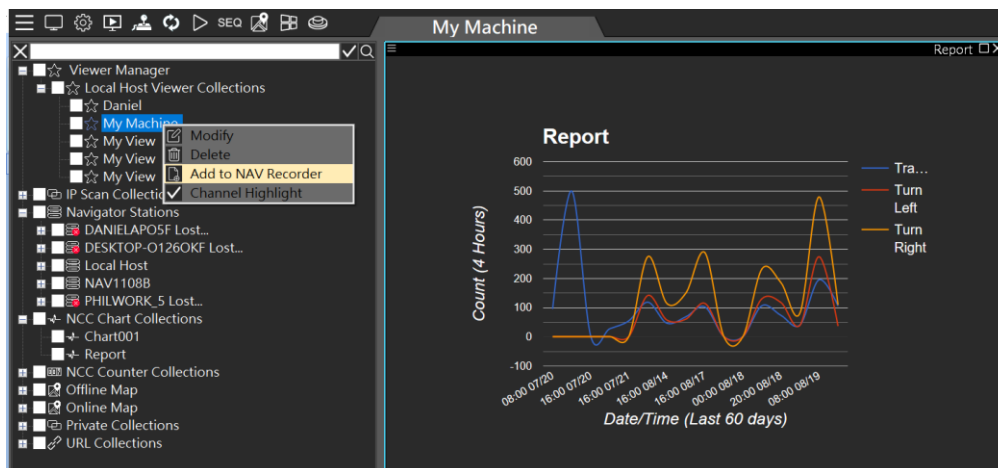 SEQ
My Machine
Report
Viewer Manager
Local Host Viewer Collections
Daniel
My Machine
My View
My View
My View
Modify
Delete
Add to NAV Recorder
Channel Highlight
IP Scan Collectio
Navigator Stations
DANIELAPO5F Lost...
DESKTOP-O126OKF Lost...
Local Host
NAV1108B
PHILWORK_5 Lost...
NCC Chart Collections
Chart001
Report
NCC Counter Collections
Offline Map
Online Map
Private Collections
URL Collections
Report
600
500
400
300
200
100
0
-100
Count (4 Hours)
08:00 07/20
16:00 07/20
16:00 07/21
16:00 08/14
16:00 08/17
00:00 08/18
20:00 08/18
08:00 08/19
Date/Time (Last 60 days)
Tra...
Turn
Left
Turn
Right